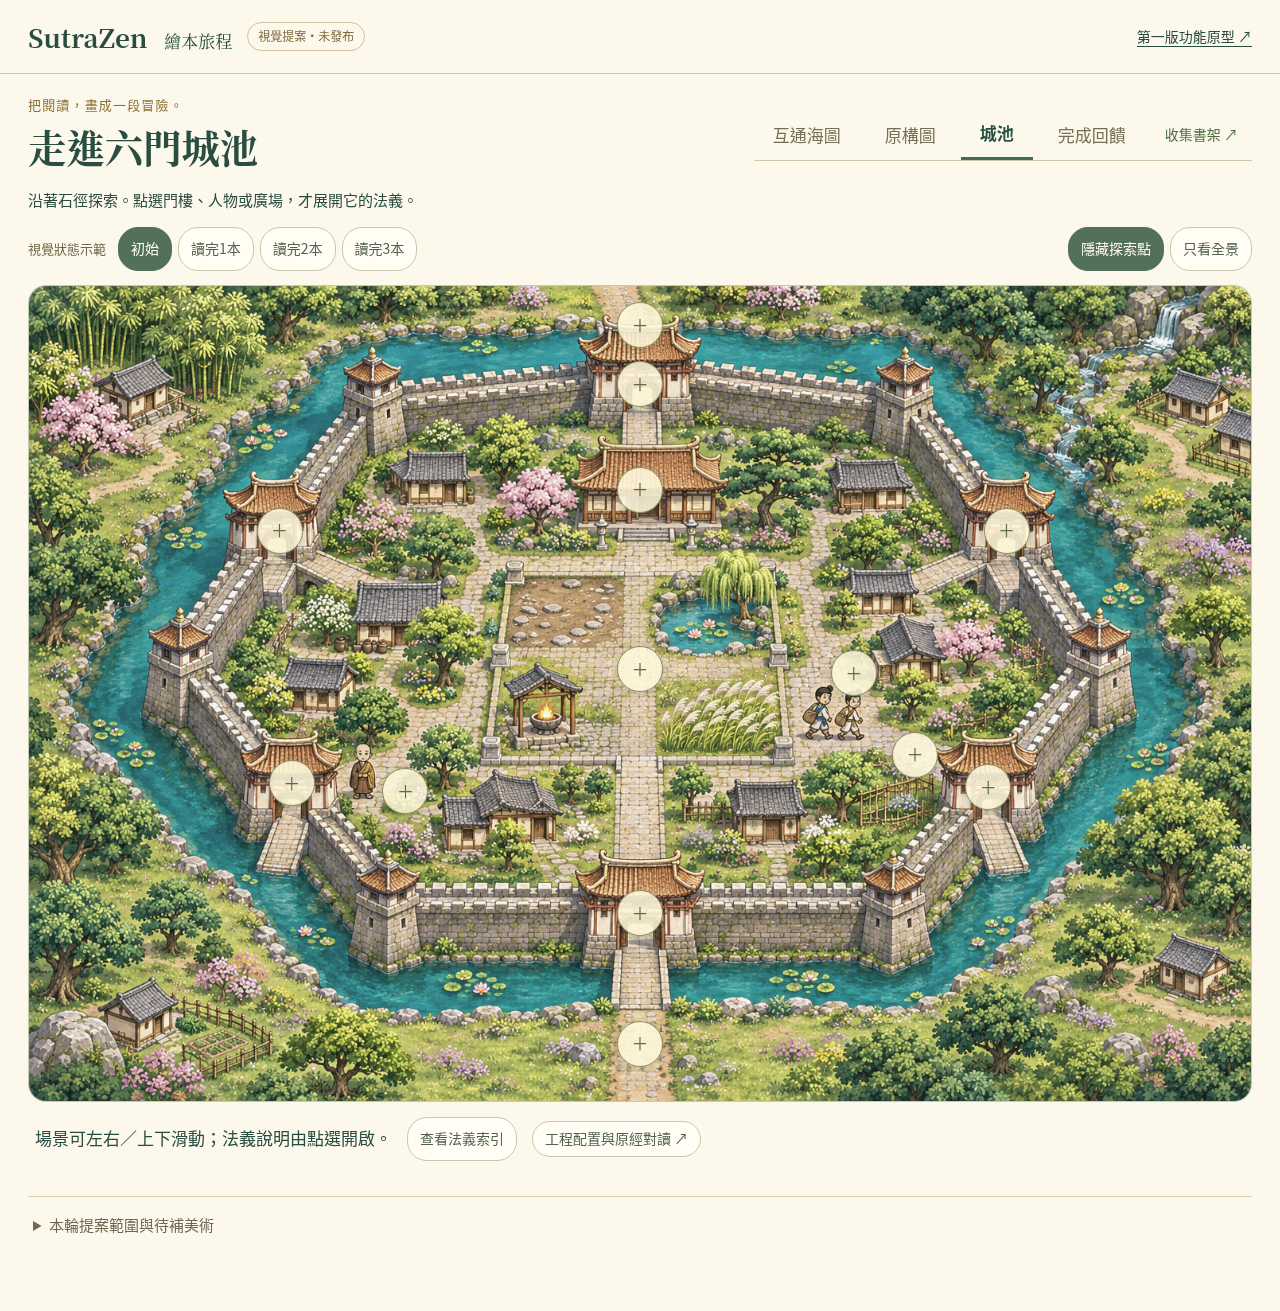 SutraZen 繪本旅程 視覺提案・未發布 第一版功能原型 ↗
把閱讀，畫成一段冒險。
走進六門城池
互通海圖 原構圖 城池 完成回饋 收集書架 ↗
沿著石徑探索。點選門樓、人物或廣場，才展開它的法義。
視覺狀態示範 初始 讀完1本 讀完2本 讀完3本 隱藏探索點 只看全景
場景可左右／上下滑動；法義說明由點選開啟。 查看法義索引 工程配置與原經對讀 ↗
▶ 本輪提案範圍與待補美術